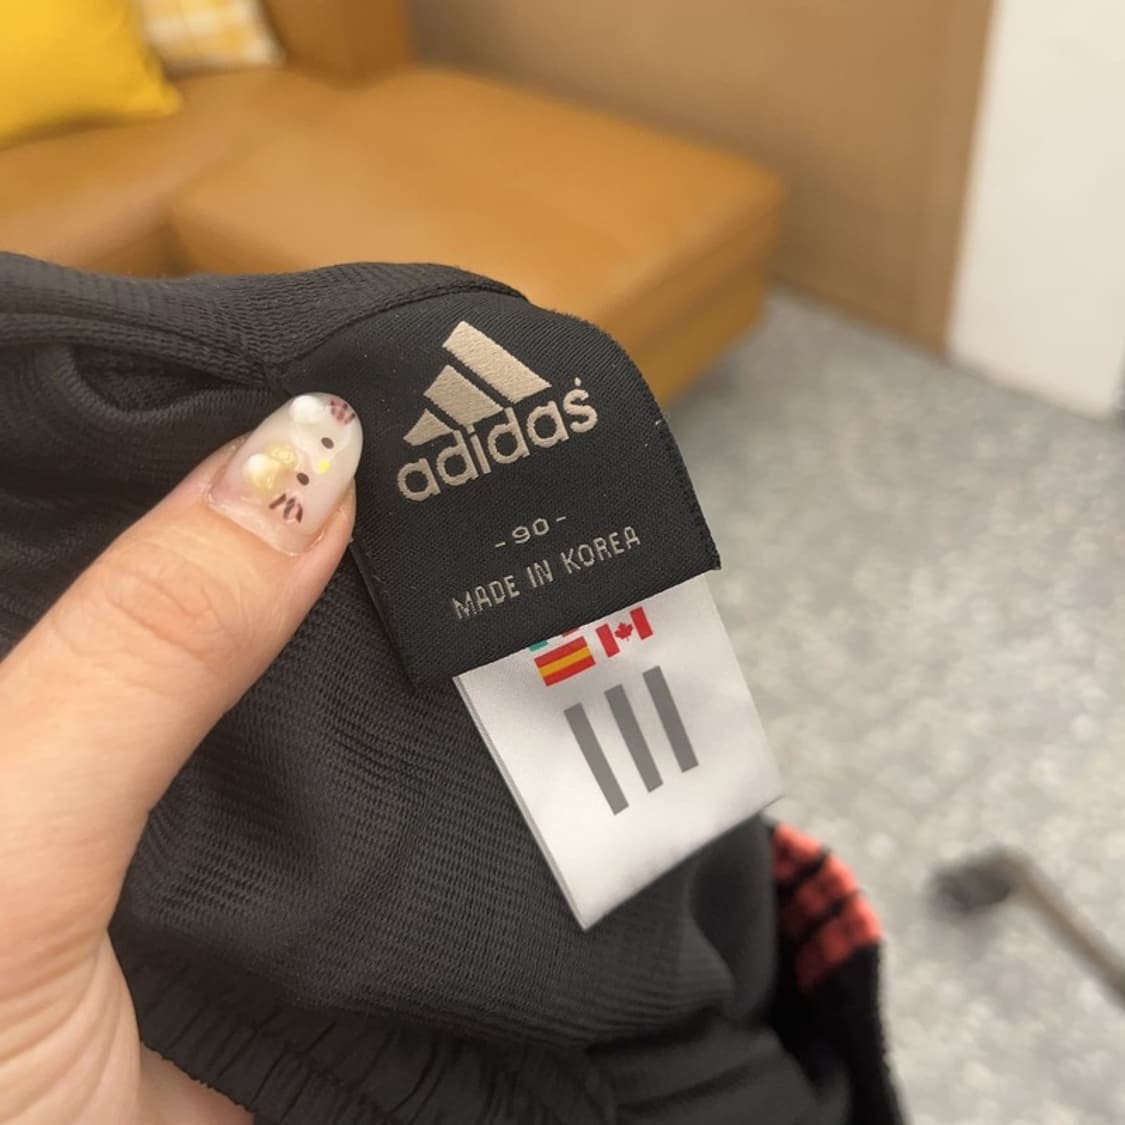 adidas
-90-
MADE IN KOREA